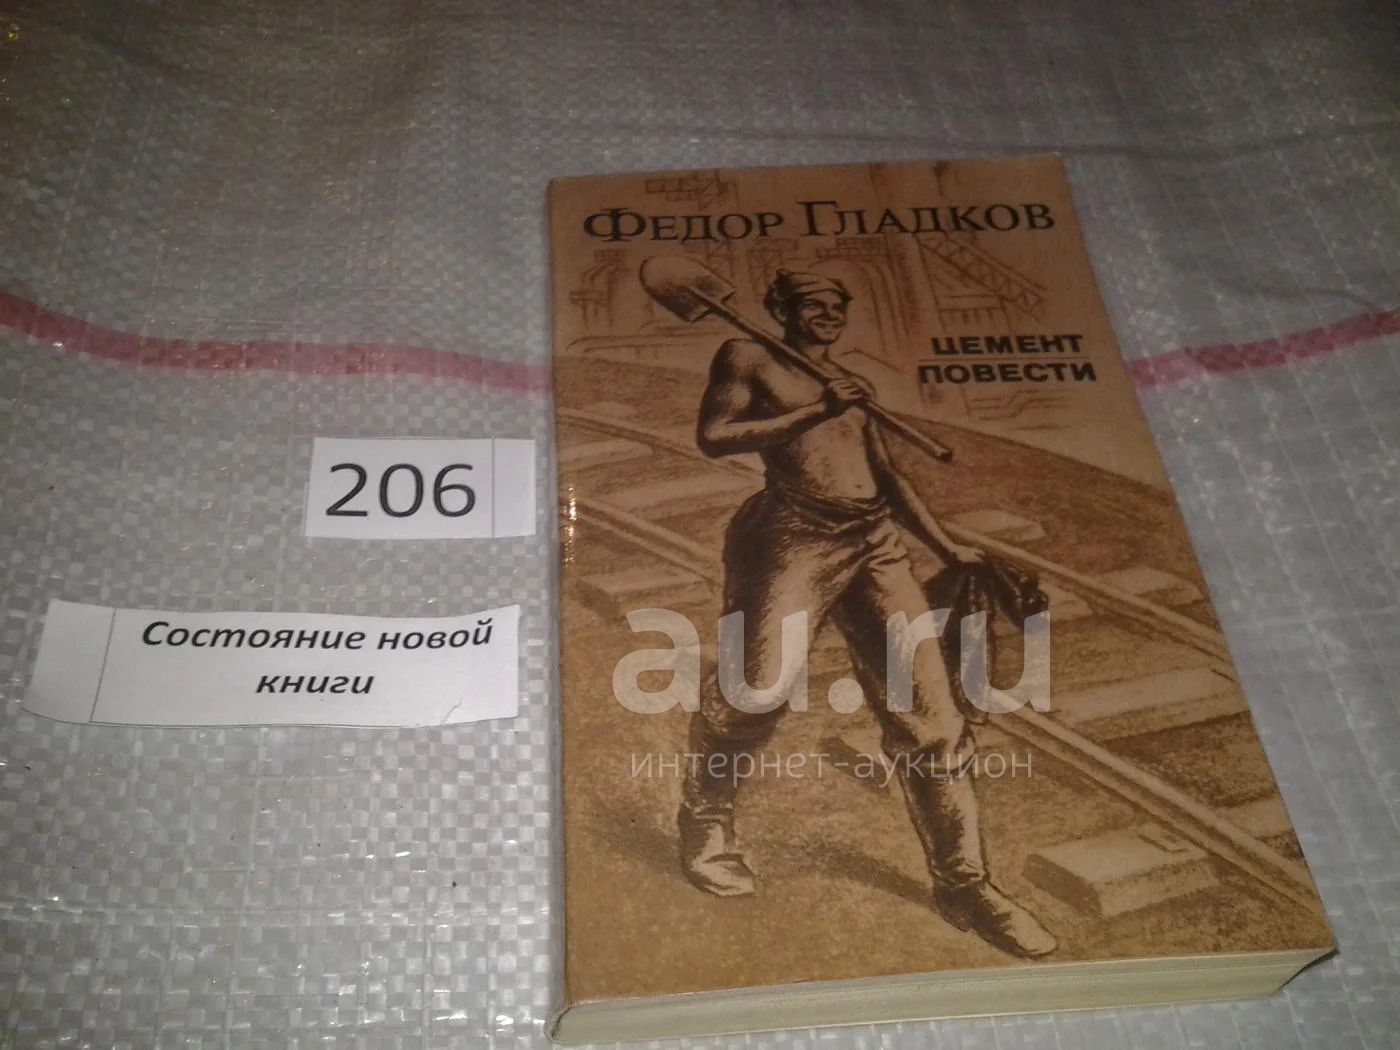 Федор Гладков
ЦЕМЕНТ
ПОВЕСТИ
206
Состояние новой
книги
au.ru
интернет-аукцион